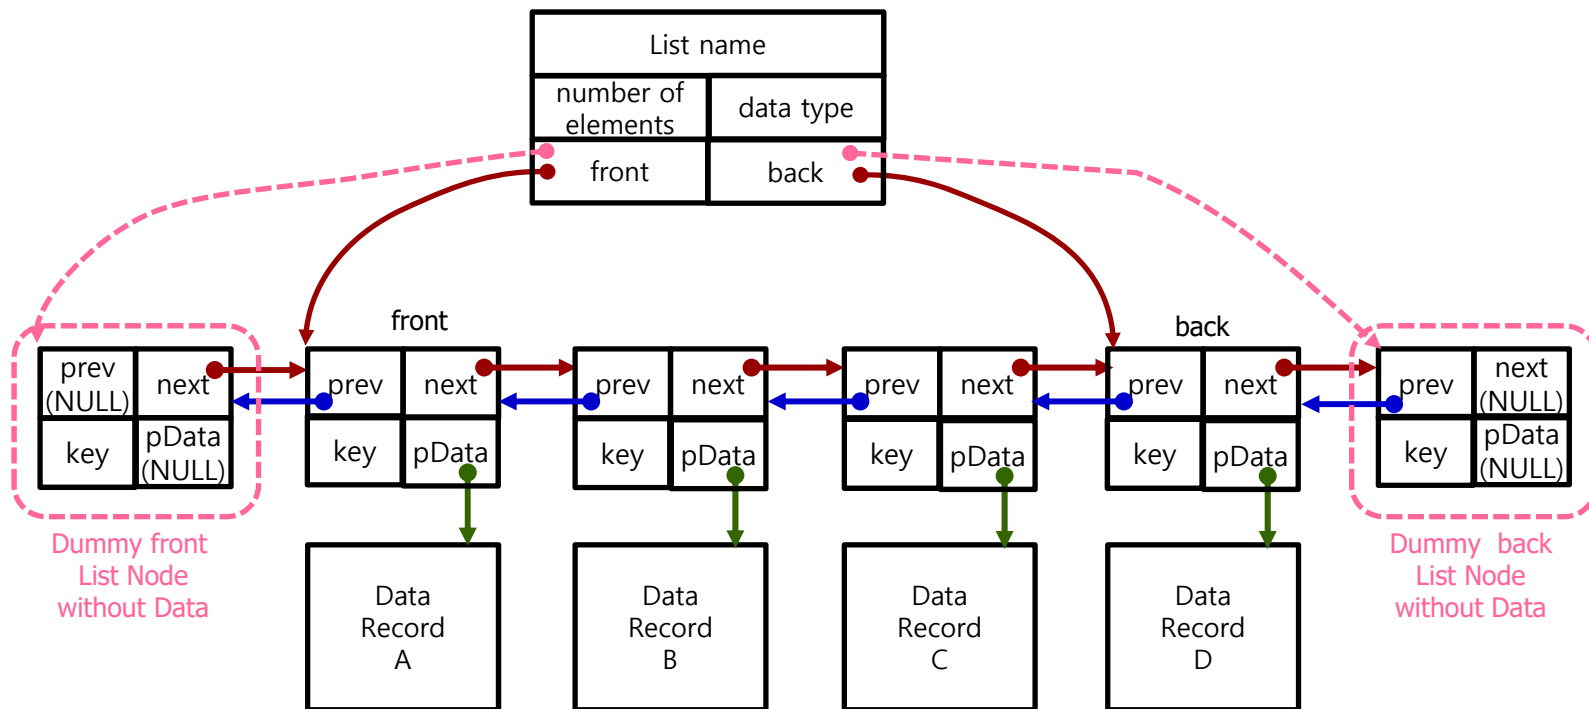 List name
number of
elements
data type
front
back
front
back
prev
(NULL)
next
key
pData
(NULL)
prev
next
key
pData
prev
next
key
pData
prev
next
key
pData
prev
next
key
pData
prev
next
(NULL)
key
pData
(NULL)
Dummy front
List Node
without Data
Data
Record
A
Data
Record
B
Data
Record
C
Data
Record
D
Dummy back
List Node
without Data